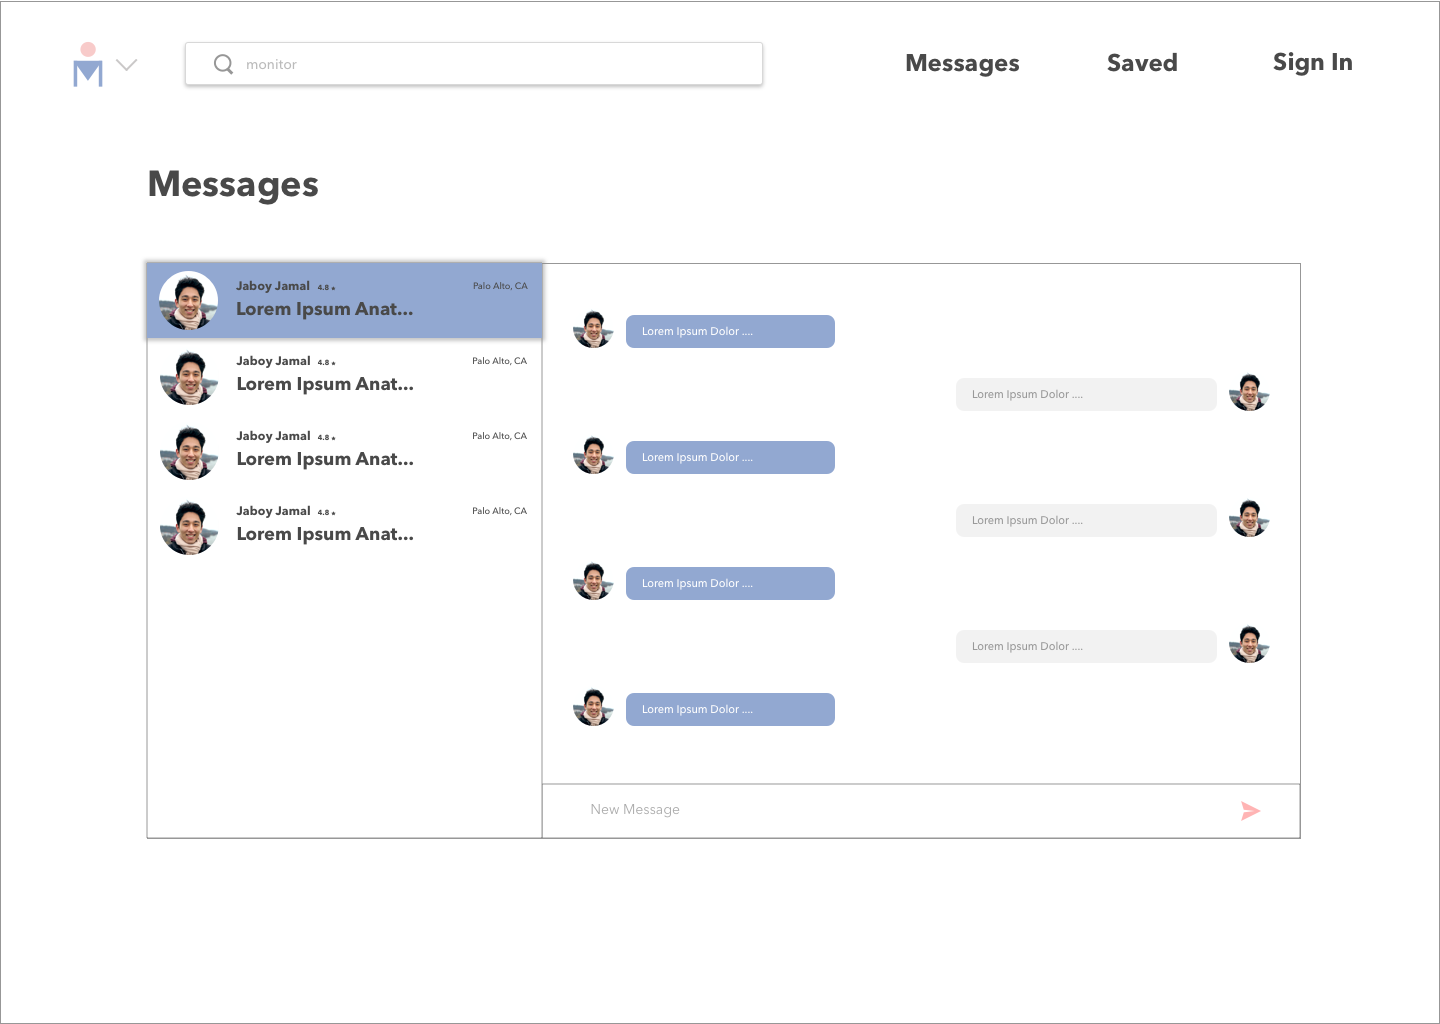 monitor
Messages
Saved
Sign In
Messages
Jaboy Jamal 4.8 ★ Palo Alto, CA
Lorem Ipsum Anat...
Jaboy Jamal 4.8 ★ Palo Alto, CA
Lorem Ipsum Anat...
Jaboy Jamal 4.8 ★ Palo Alto, CA
Lorem Ipsum Anat...
Jaboy Jamal 4.8 ★ Palo Alto, CA
Lorem Ipsum Anat...
Lorem Ipsum Dolor ....
Lorem Ipsum Dolor ....
Lorem Ipsum Dolor ....
Lorem Ipsum Dolor ....
Lorem Ipsum Dolor ....
Lorem Ipsum Dolor ....
Lorem Ipsum Dolor ....
New Message